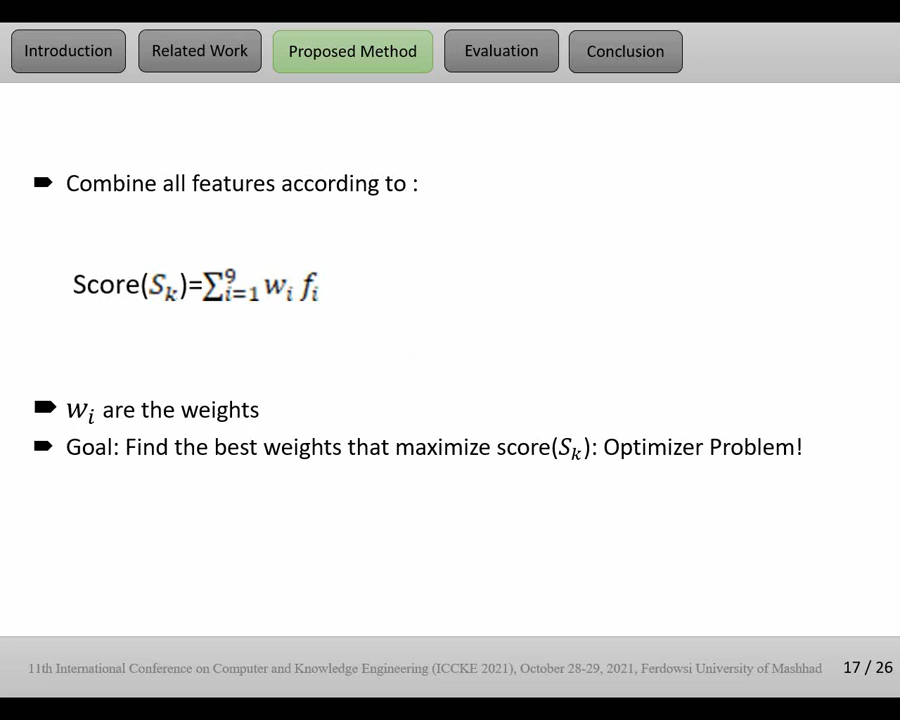 Introduction
Related Work
Proposed Method
Evaluation
Conclusion
Combine all features according to :
Score(Sₖ)=∑⁹ᵢ₌₁ wᵢ fᵢ
wᵢ are the weights
Goal: Find the best weights that maximize score(Sₖ): Optimizer Problem!
11th International Conference on Computer and Knowledge Engineering (ICCKE 2021), October 28-29, 2021, Ferdowsi University of Mashhad
17 / 26